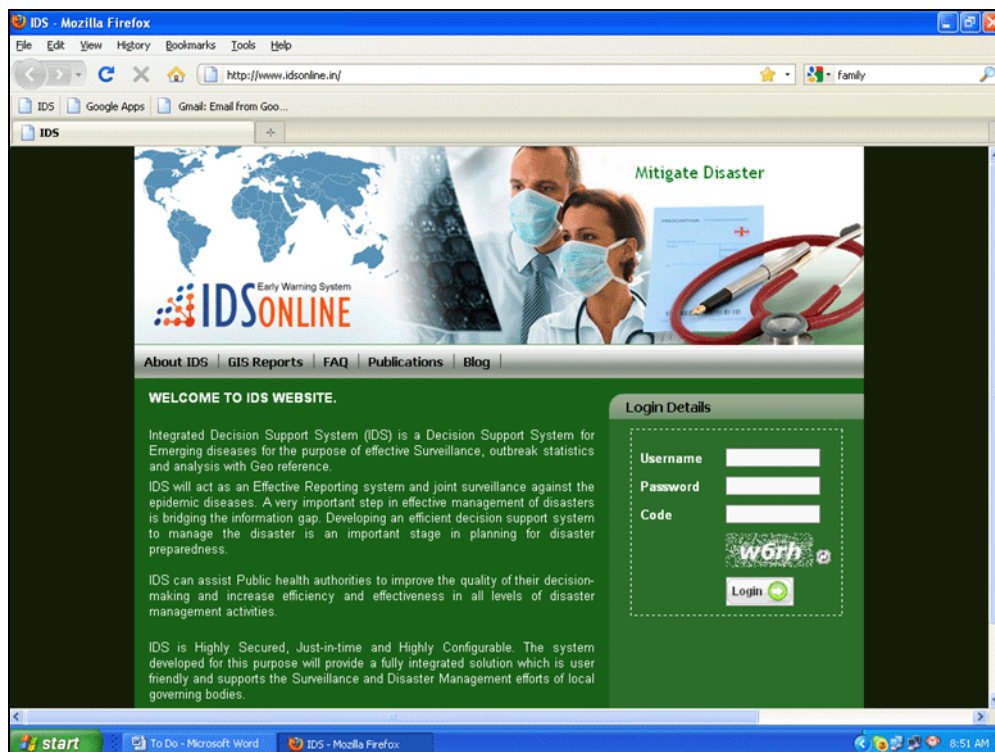 IDS - Mozilla Firefox
File Edit View History Bookmarks Tools Help
http://www.idsonline.in/
family
IDS Google Apps Gmail: Email from Goo...
IDS
Mitigate Disaster
PRESCRIPTION
Early Warning System
IDSONLINE
About IDS | GIS Reports | FAQ | Publications | Blog |
WELCOME TO IDS WEBSITE.
Integrated Decision Support System (IDS) is a Decision Support System for
Emerging diseases for the purpose of effective Surveillance, outbreak statistics
and analysis with Geo reference.
IDS will act as an Effective Reporting system and joint surveillance against the
epidemic diseases. A very important step in effective management of disasters
is bridging the information gap. Developing an efficient decision support system
to manage the disaster is an important stage in planning for disaster
preparedness.
IDS can assist Public health authorities to improve the quality of their decision-
making and increase efficiency and effectiveness in all levels of disaster
management activities.
IDS is Highly Secured, Just-in-time and Highly Configurable. The system
developed for this purpose will provide a fully integrated solution which is user
friendly and supports the Surveillance and Disaster Management efforts of local
governing bodies.
Login Details
Username
Password
Code
w6rh
Login
start To Do - Microsoft Word IDS - Mozilla Firefox 8:51 AM